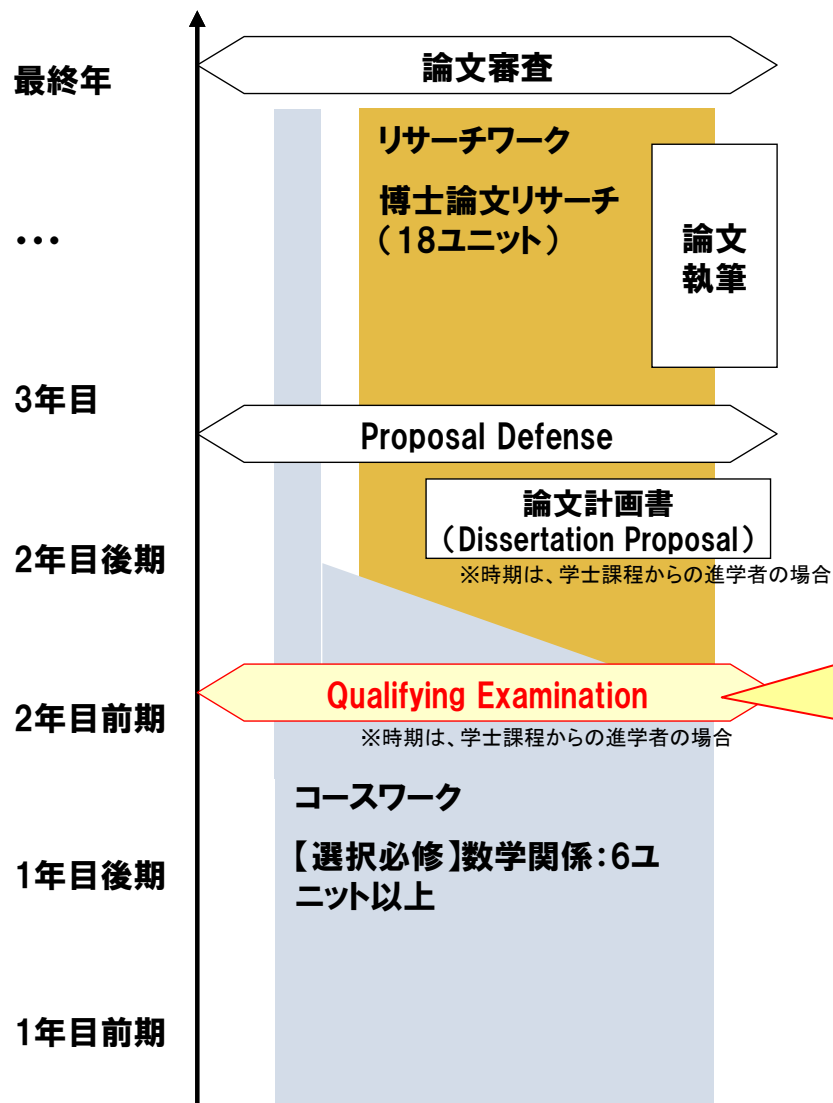 論文審査
最終年
リサーチワーク
博士論文リサーチ
（18ユニット）
論文
執筆
…
3年目
Proposal Defense
論文計画書
（Dissertation Proposal）
2年目後期
※時期は、学士課程からの進学者の場合
Qualifying Examination
2年目前期
※時期は、学士課程からの進学者の場合
コースワーク
【選択必修】数学関係：6ユ
ニット以上
1年目後期
1年目前期